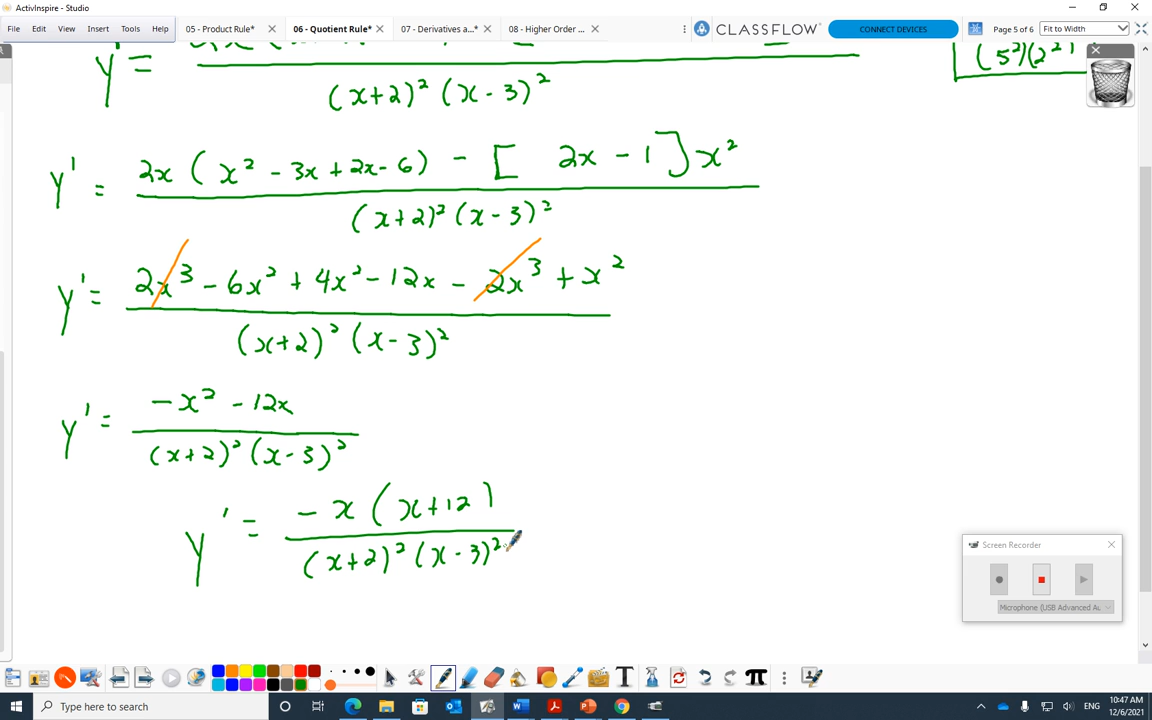 ActivInspire - Studio
File Edit View Insert Tools Help
05 - Product Rule* 06 - Quotient Rule* 07 - Derivatives a...* 08 - Higher Order ...
CLASSFLOW CONNECT DEVICES Page 5 of 6 Fit to Width
(5²)(2²)
y' =
(x+2)² (x-3)²
y' = 2x ( x² - 3x + 2x - 6) - [ 2x - 1 ] x²
(x+2)² (x-3)²
y' = 2x³ - 6x² + 4x² - 12x - 2x³ + x²
(x+2)² (x-3)²
y' = -x² - 12x
(x+2)² (x-3)²
y' = -x (x+12)
(x+2)² (x-3)²
Screen Recorder
Microphone (USB Advanced Au
Type here to search
10:47 AM
12/6/2021